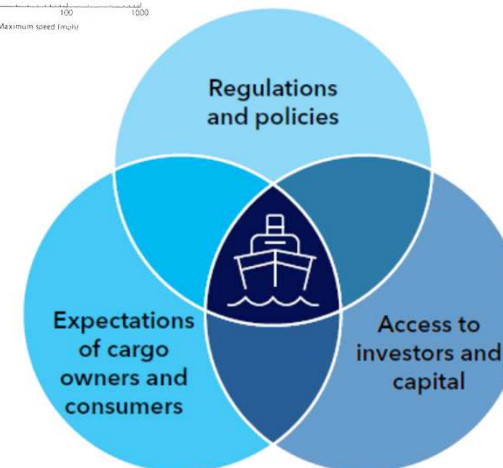 100 1000
Maximum speed (mph)
Regulations
and policies
Expectations
of cargo
owners and
consumers
Access to
investors and
capital